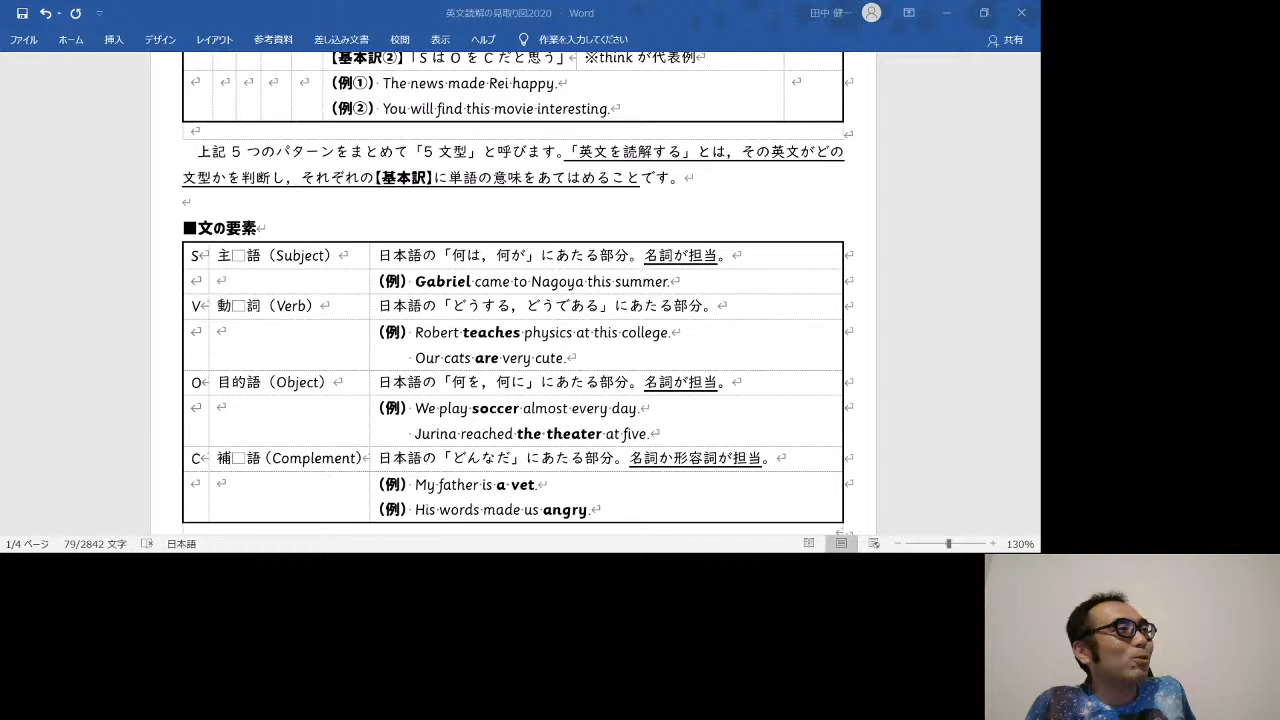 英文読解の見取り図2020 - Word
田中 健一
ファイル ホーム 挿入 デザイン レイアウト 参考資料 差し込み文書 校閲 表示 ヘルプ 作業を入力してください 共有
【基本訳②】「S は O を C だと思う」 ※think が代表例
(例①) The news made Rei happy.
(例②) You will find this movie interesting.
上記 5 つのパターンをまとめて「5 文型」と呼びます。「英文を読解する」とは，その英文がどの
文型かを判断し，それぞれの【基本訳】に単語の意味をあてはめることです。
■文の要素
S 主□語（Subject） 日本語の「何は，何が」にあたる部分。名詞が担当。
(例) Gabriel came to Nagoya this summer.
V 動□詞（Verb） 日本語の「どうする，どうである」にあたる部分。
(例) Robert teaches physics at this college.
Our cats are very cute.
O 目的語（Object） 日本語の「何を，何に」にあたる部分。名詞が担当。
(例) We play soccer almost every day.
Jurina reached the theater at five.
C 補□語（Complement） 日本語の「どんなだ」にあたる部分。名詞か形容詞が担当。
(例) My father is a vet.
(例) His words made us angry.
1/4 ページ 79/2842 文字 日本語 130%